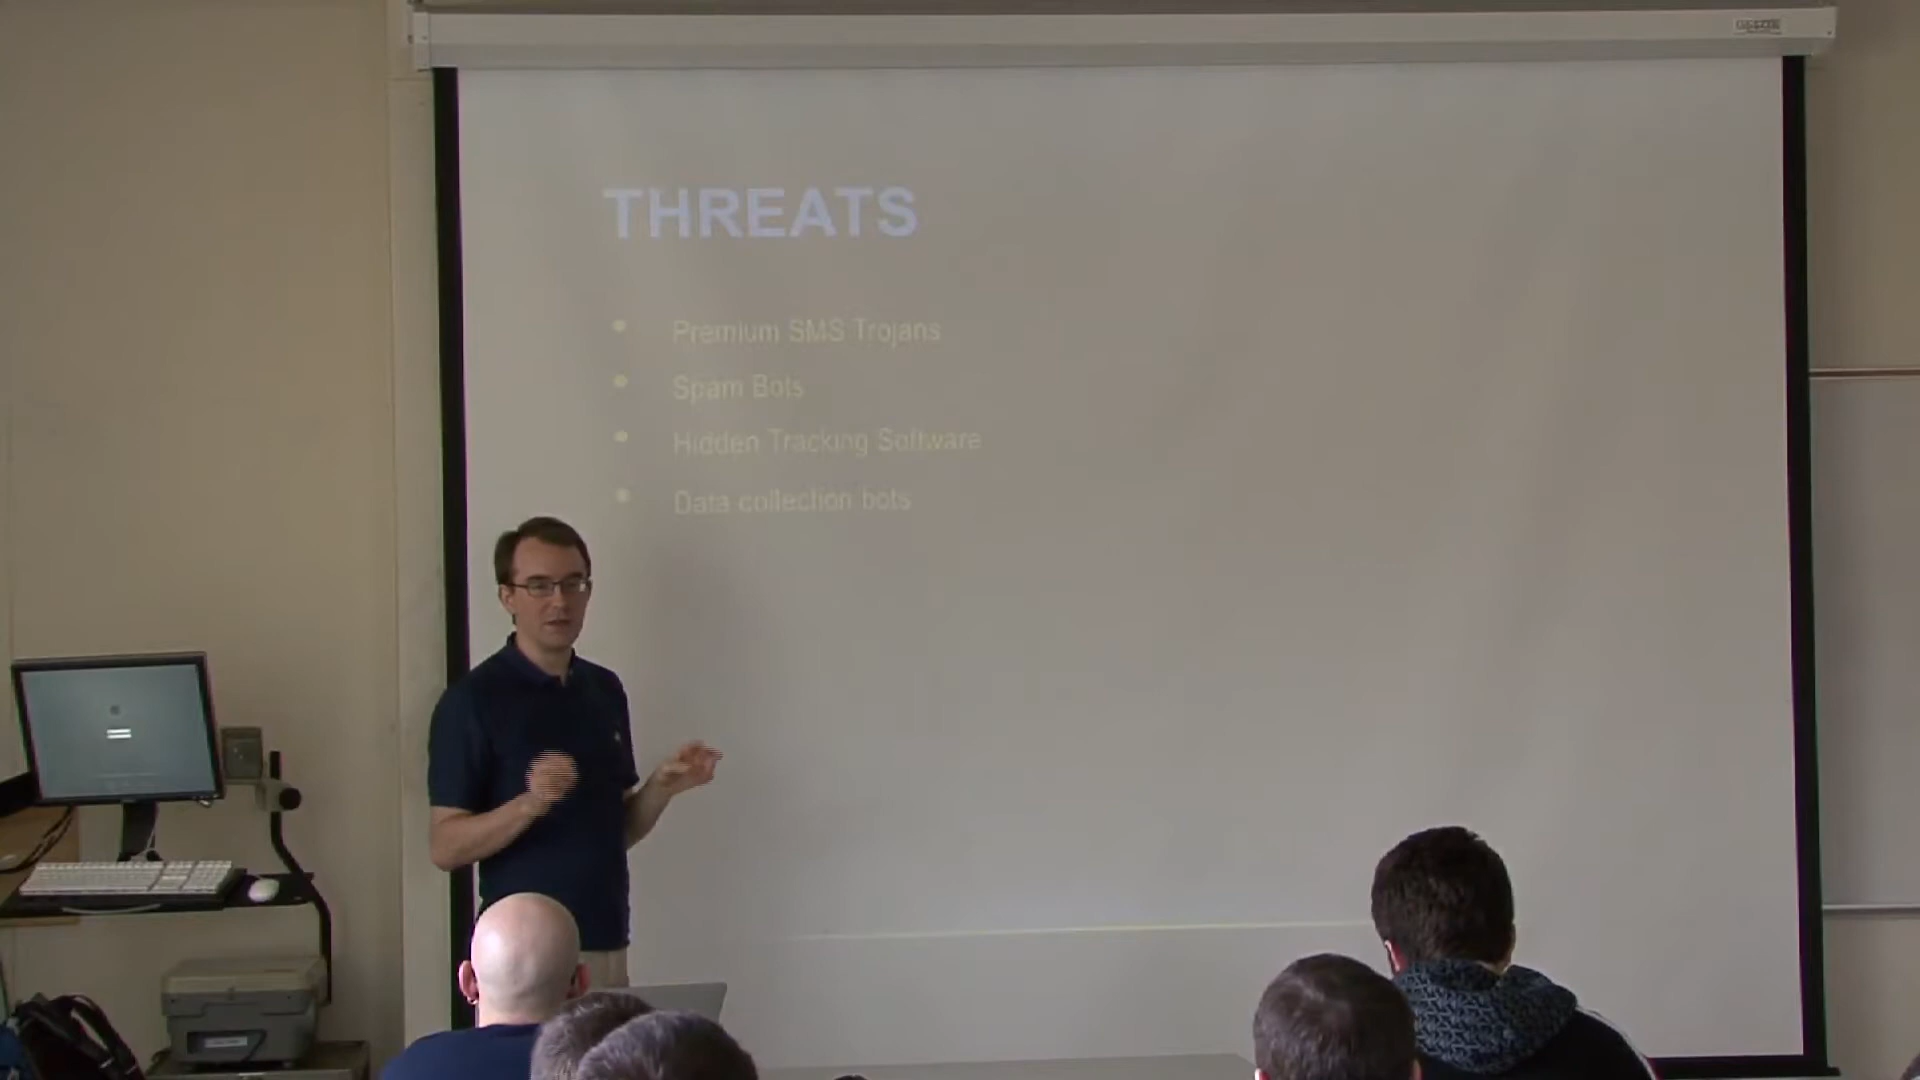 THREATS
Premium SMS Trojans
Spam Bots
Hidden Tracking Software
Data collection bots